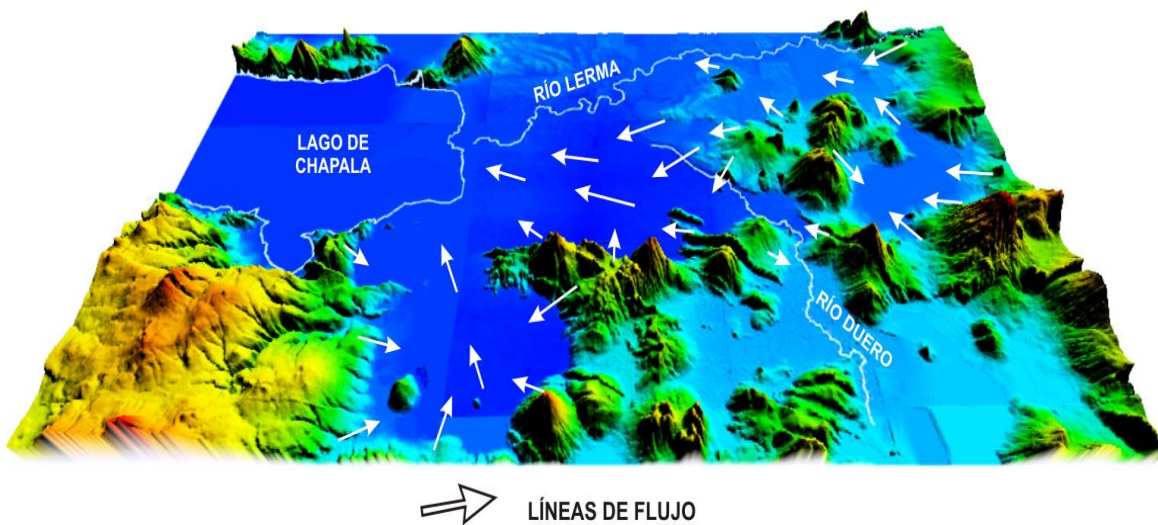 RÍO LERMA
LAGO DE
CHAPALA
RÍO DUERO
LÍNEAS DE FLUJO